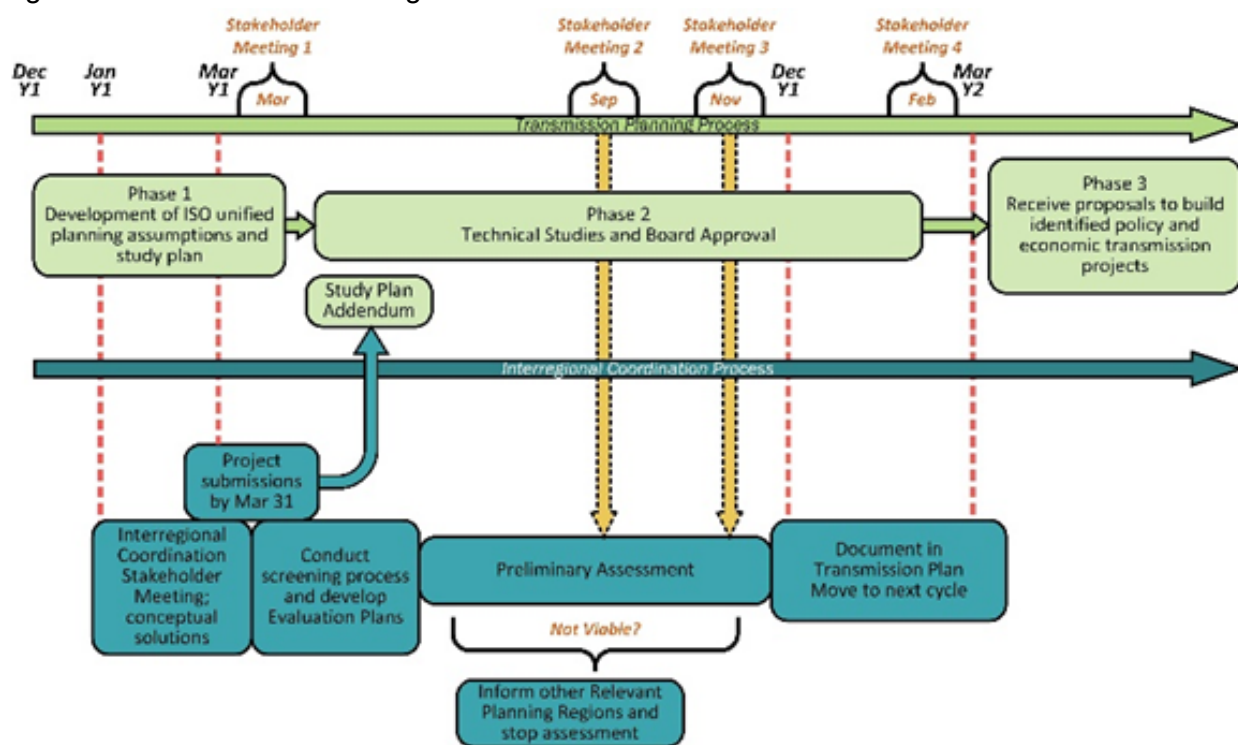 Stakeholder
Meeting 1
Stakeholder
Meeting 2
Stakeholder
Meeting 3
Stakeholder
Meeting 4
Dec
Y1
Jan
Y1
Mar
Y1
Mar
Sep
Nov
Dec
Y1
Feb
Mar
Y2
Transmission Planning Process
Phase 1
Development of ISO unified
planning assumptions and
study plan
Phase 2
Technical Studies and Board Approval
Phase 3
Receive proposals to build
identified policy and
economic transmission
projects
Study Plan
Addendum
Interregional Coordination Process
Project
submissions
by Mar 31
Interregional
Coordination
Stakeholder
Meeting;
conceptual
solutions
Conduct
screening process
and develop
Evaluation Plans
Preliminary Assessment
Document in
Transmission Plan
Move to next cycle
Not Viable?
Inform other Relevant
Planning Regions and
stop assessment